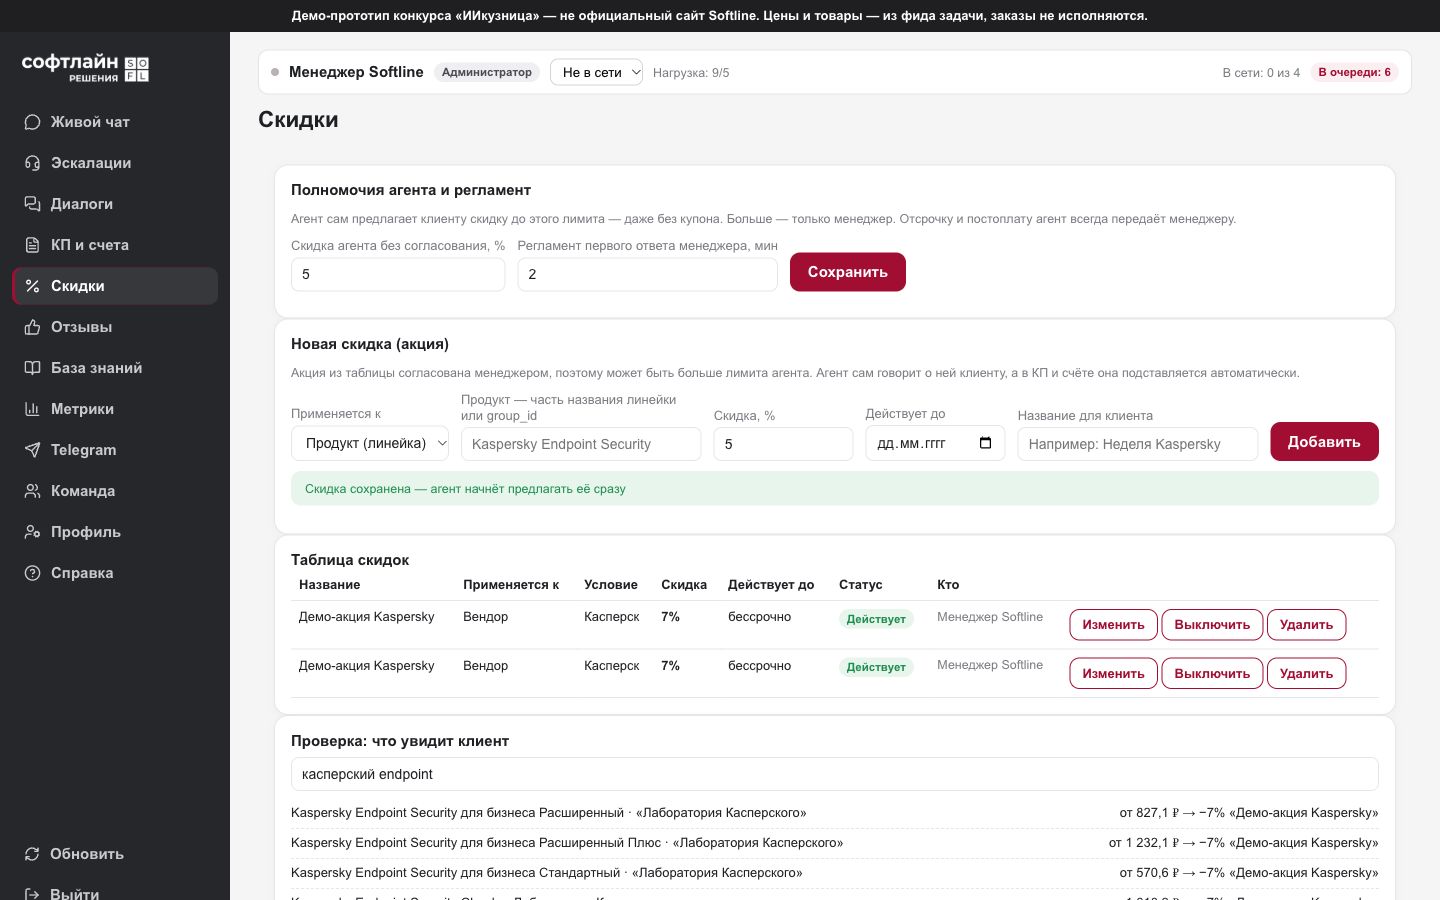 Демо-прототип конкурса «ИИкузница» — не официальный сайт Softline. Цены и товары — из фида задачи, заказы не исполняются.
софтлайн
РЕШЕНИЯ
SO
FL
Живой чат
Эскалации
Диалоги
КП и счета
Скидки
Отзывы
База знаний
Метрики
Telegram
Команда
Профиль
Справка
Обновить
Выйти
Менеджер Softline Администратор Не в сети Нагрузка: 9/5 В сети: 0 из 4 В очереди: 6
Скидки
Полномочия агента и регламент
Агент сам предлагает клиенту скидку до этого лимита — даже без купона. Больше — только менеджер. Отсрочку и постоплату агент всегда передаёт менеджеру.
Скидка агента без согласования, % Регламент первого ответа менеджера, мин
5 2 Сохранить
Новая скидка (акция)
Акция из таблицы согласована менеджером, поэтому может быть больше лимита агента. Агент сам говорит о ней клиенту, а в КП и счёте она подставляется автоматически.
Применяется к Продукт — часть названия линейки или group_id Скидка, % Действует до Название для клиента
Продукт (линейка) Kaspersky Endpoint Security 5 дд.мм.гггг Например: Неделя Kaspersky Добавить
Скидка сохранена — агент начнёт предлагать её сразу
Таблица скидок
Название Применяется к Условие Скидка Действует до Статус Кто
Демо-акция Kaspersky Вендор Касперск 7% бессрочно Действует Менеджер Softline Изменить Выключить Удалить
Демо-акция Kaspersky Вендор Касперск 7% бессрочно Действует Менеджер Softline Изменить Выключить Удалить
Проверка: что увидит клиент
касперский endpoint
Kaspersky Endpoint Security для бизнеса Расширенный · «Лаборатория Касперского» от 827,1 ₽ → −7% «Демо-акция Kaspersky»
Kaspersky Endpoint Security для бизнеса Расширенный Плюс · «Лаборатория Касперского» от 1 232,1 ₽ → −7% «Демо-акция Kaspersky»
Kaspersky Endpoint Security для бизнеса Стандартный · «Лаборатория Касперского» от 570,6 ₽ → −7% «Демо-акция Kaspersky»